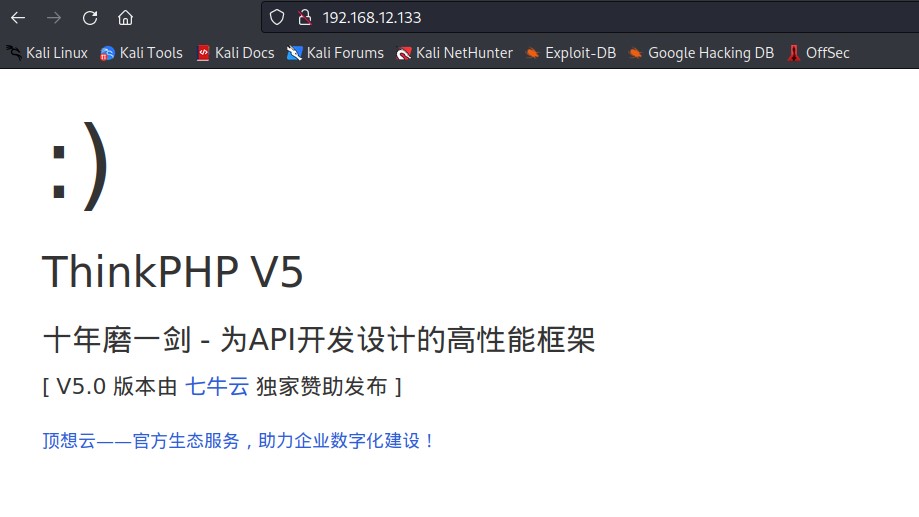 192.168.12.133
Kali Linux Kali Tools Kali Docs Kali Forums Kali NetHunter Exploit-DB Google Hacking DB OffSec
:)
ThinkPHP V5
十年磨一剑 - 为API开发设计的高性能框架
[ V5.0 版本由 七牛云 独家赞助发布 ]
顶想云——官方生态服务，助力企业数字化建设！